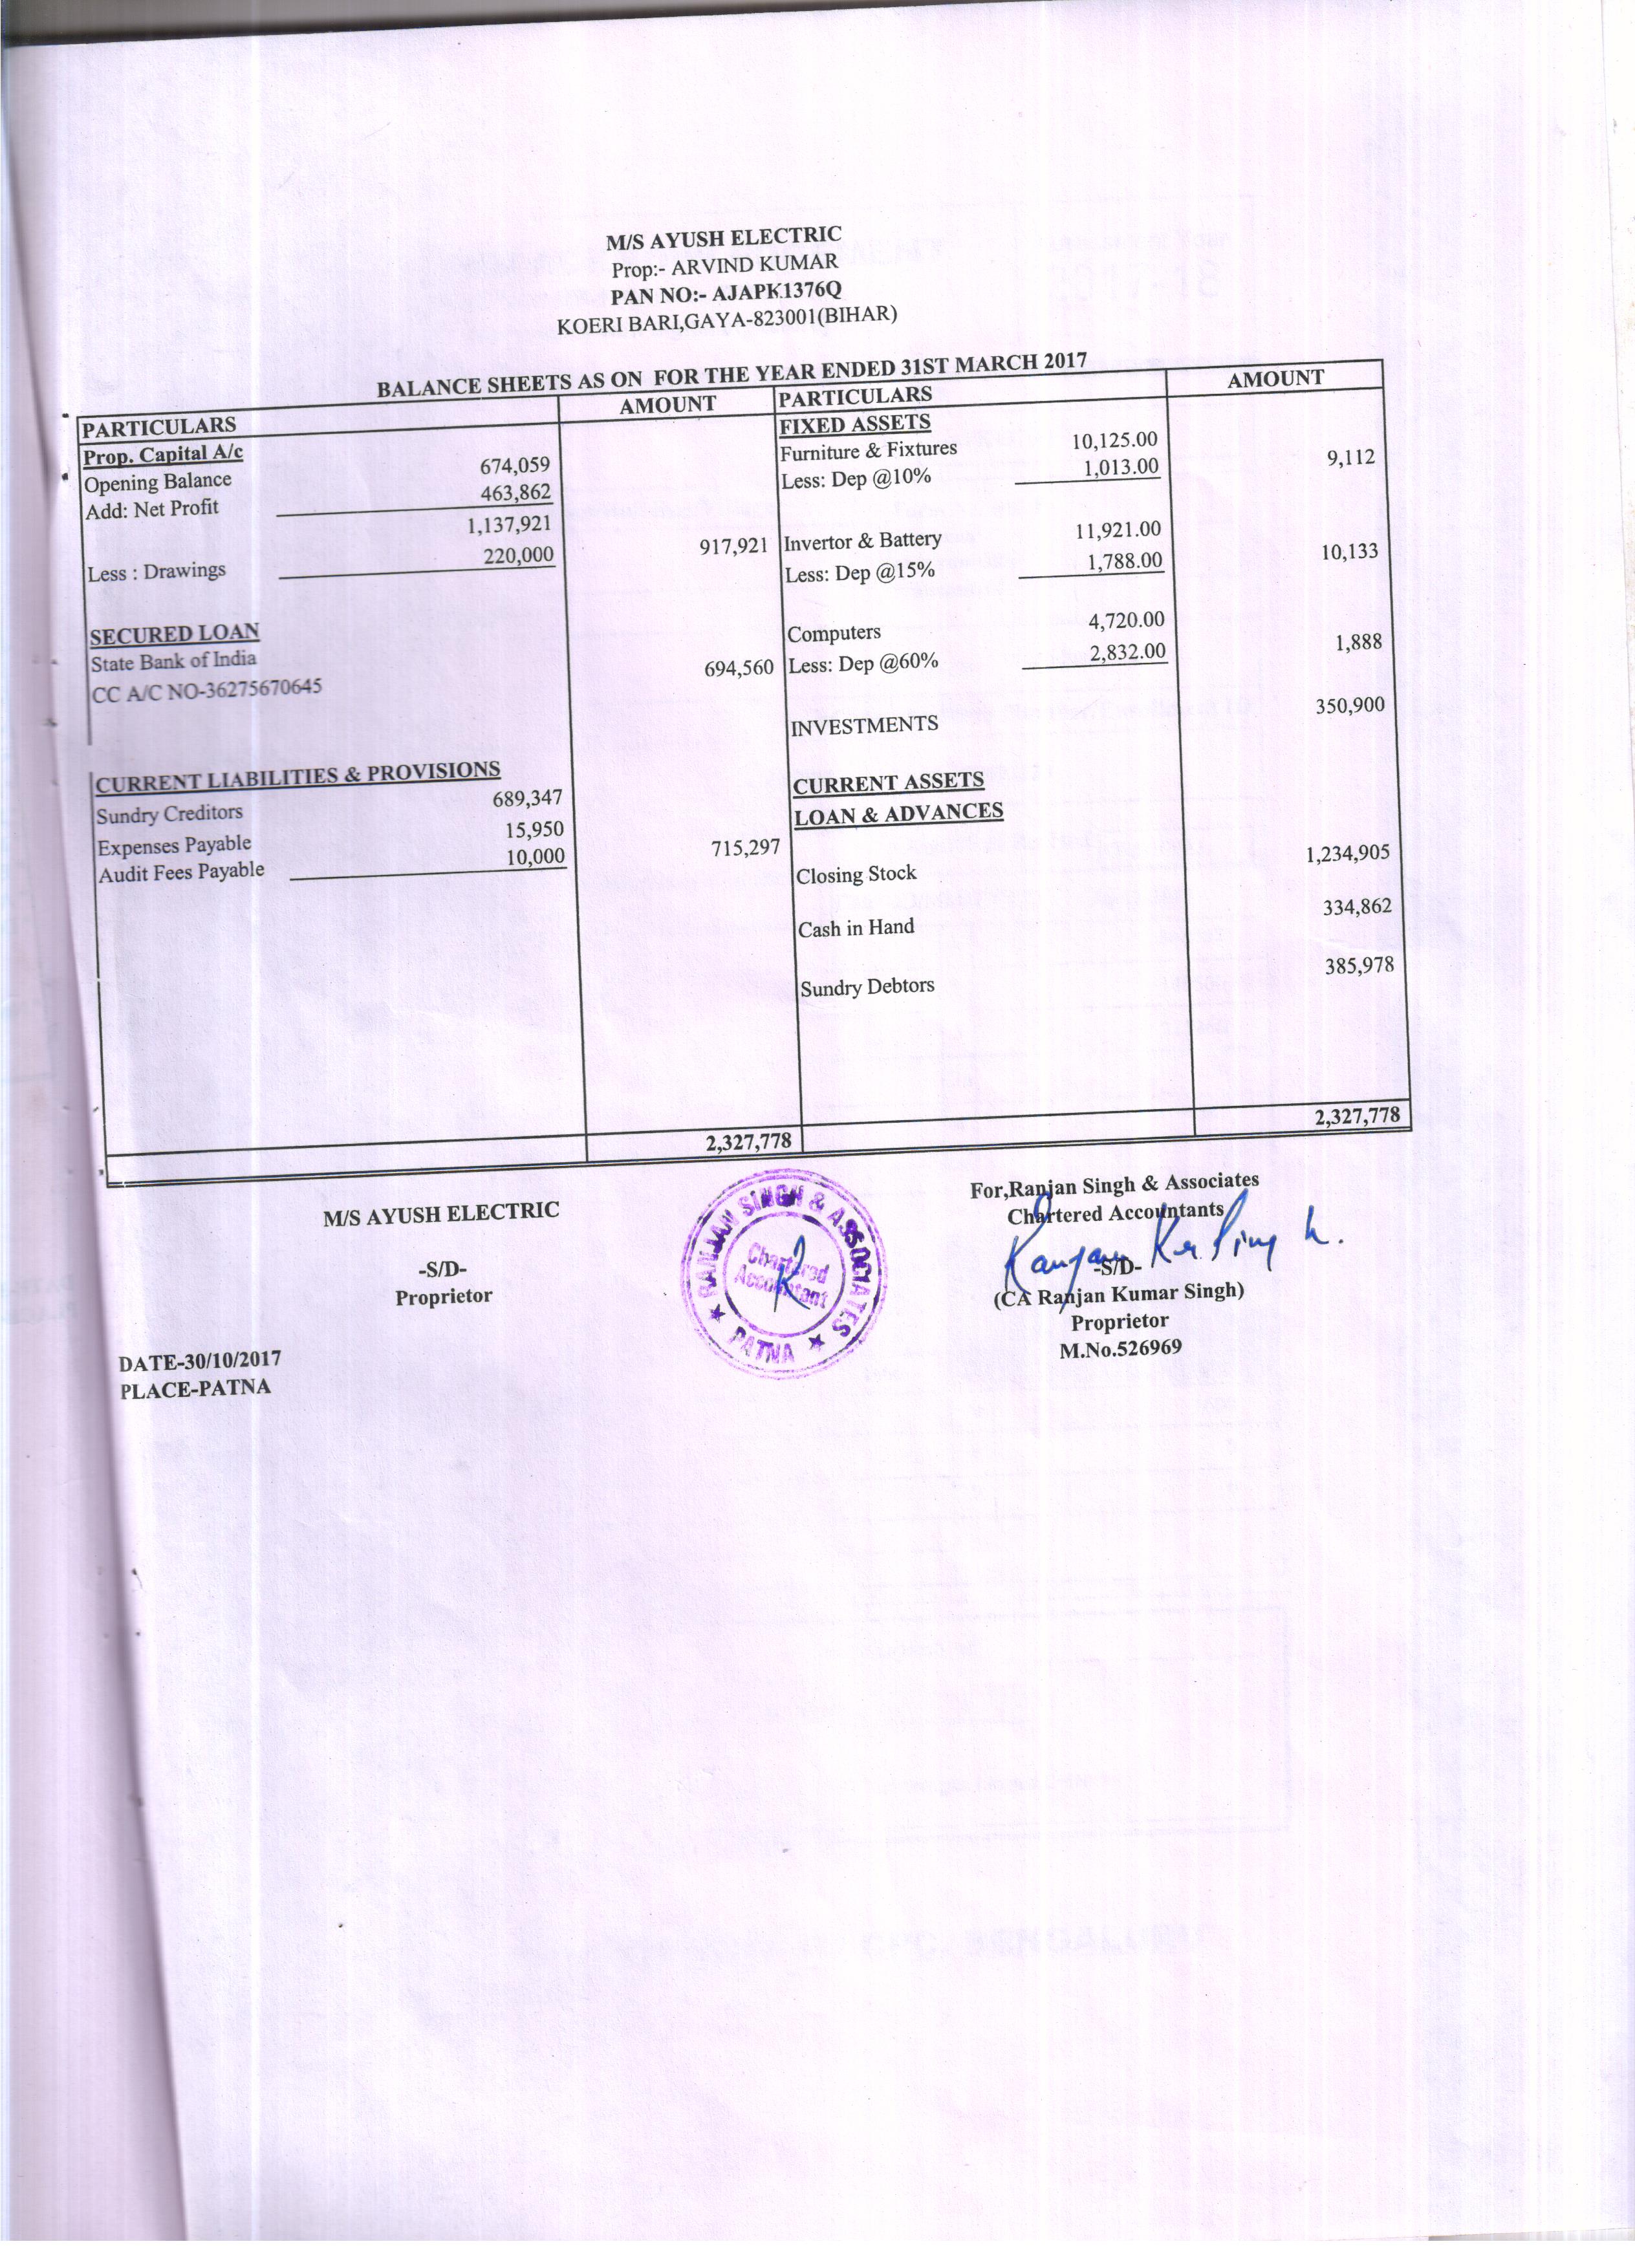 M/S AYUSH ELECTRIC
Prop:- ARVIND KUMAR
PAN NO:- AJAPK1376Q
KOERI BARI,GAYA-823001(BIHAR)
BALANCE SHEETS AS ON FOR THE YEAR ENDED 31ST MARCH 2017
PARTICULARS AMOUNT
Prop. Capital A/c
Opening Balance 674,059
Add: Net Profit 463,862
1,137,921
Less : Drawings 220,000 917,921
SECURED LOAN
State Bank of India
CC A/C NO-36275670645 694,560
CURRENT LIABILITIES & PROVISIONS
Sundry Creditors 689,347
Expenses Payable 15,950
Audit Fees Payable 10,000 715,297
2,327,778
PARTICULARS AMOUNT
FIXED ASSETS
Furniture & Fixtures 10,125.00
Less: Dep @10% 1,013.00 9,112
Invertor & Battery 11,921.00
Less: Dep @15% 1,788.00 10,133
Computers 4,720.00
Less: Dep @60% 2,832.00 1,888
INVESTMENTS 350,900
CURRENT ASSETS
LOAN & ADVANCES
Closing Stock 1,234,905
Cash in Hand 334,862
Sundry Debtors 385,978
2,327,778
M/S AYUSH ELECTRIC
-S/D-
Proprietor
DATE-30/10/2017
PLACE-PATNA
RANJAN SINGH & ASSOCIATES
Chartered
Accountant
PATNA
For,Ranjan Singh & Associates
Chartered Accountants
Ranjan Kr Singh.
-S/D-
(CA Ranjan Kumar Singh)
Proprietor
M.No.526969